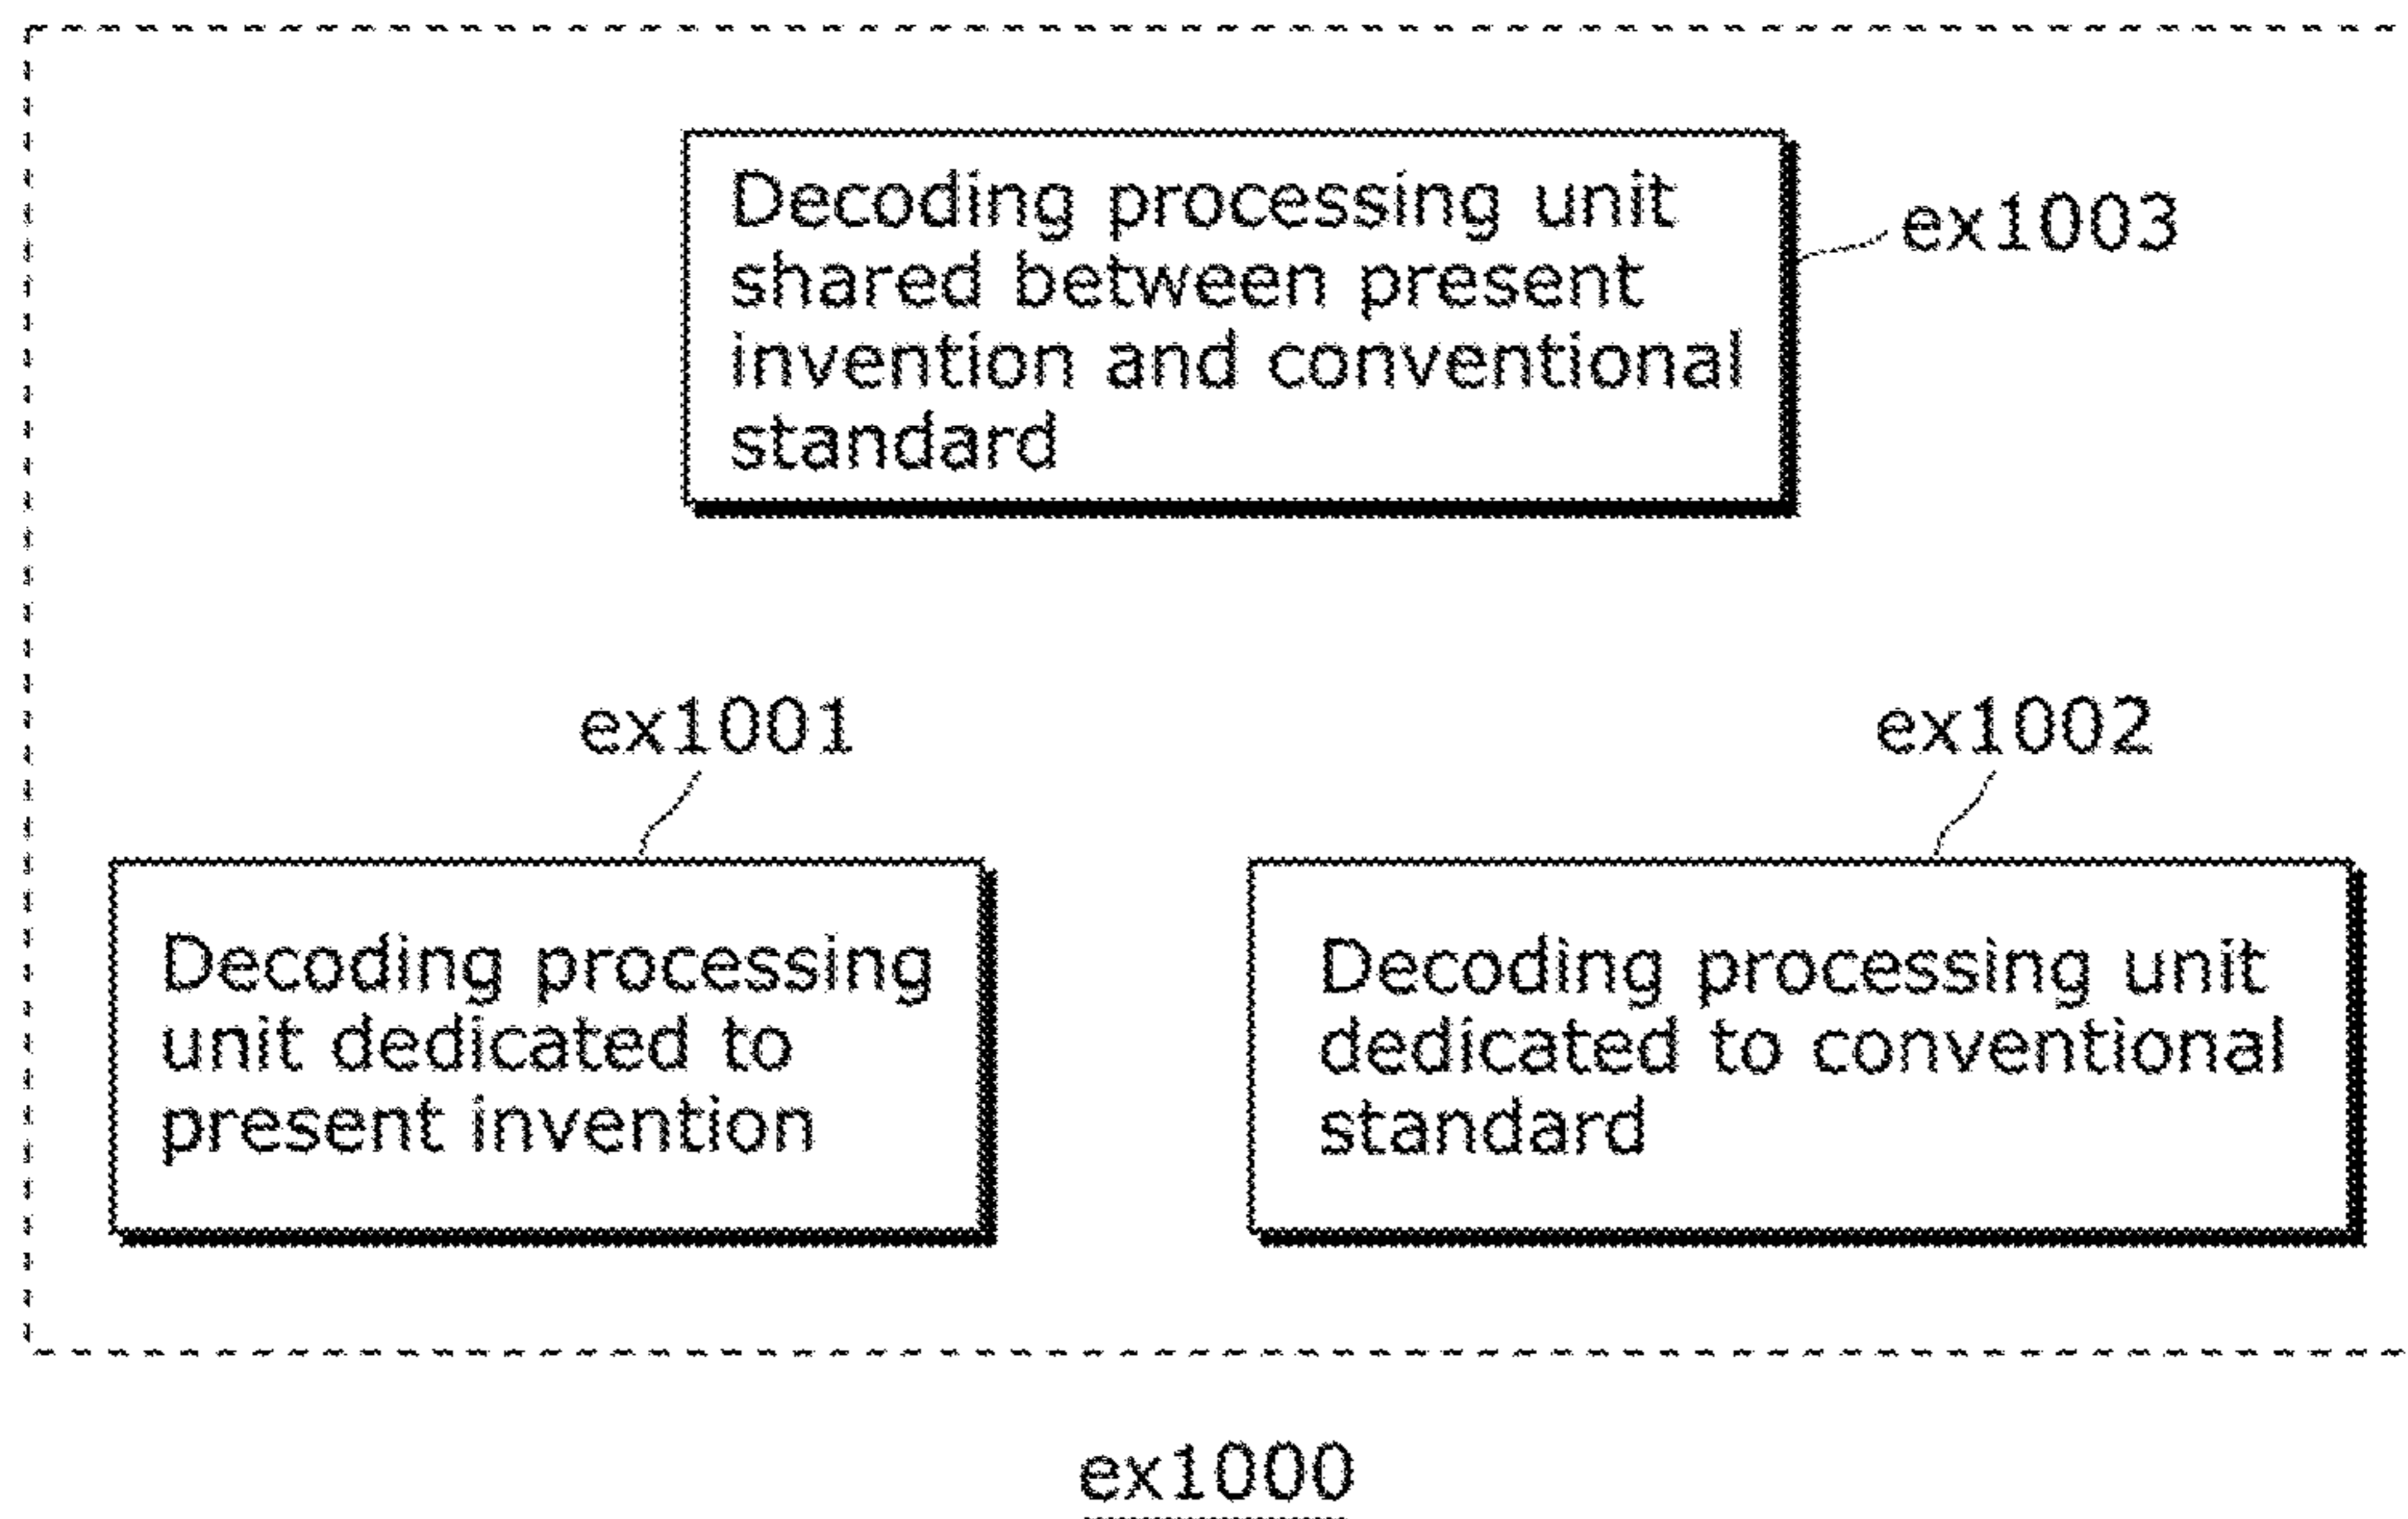 Decoding processing unit
shared between present
invention and conventional
standard
ex1003
ex1001
ex1002
Decoding processing
unit dedicated to
present invention
Decoding processing unit
dedicated to conventional
standard
ex1000